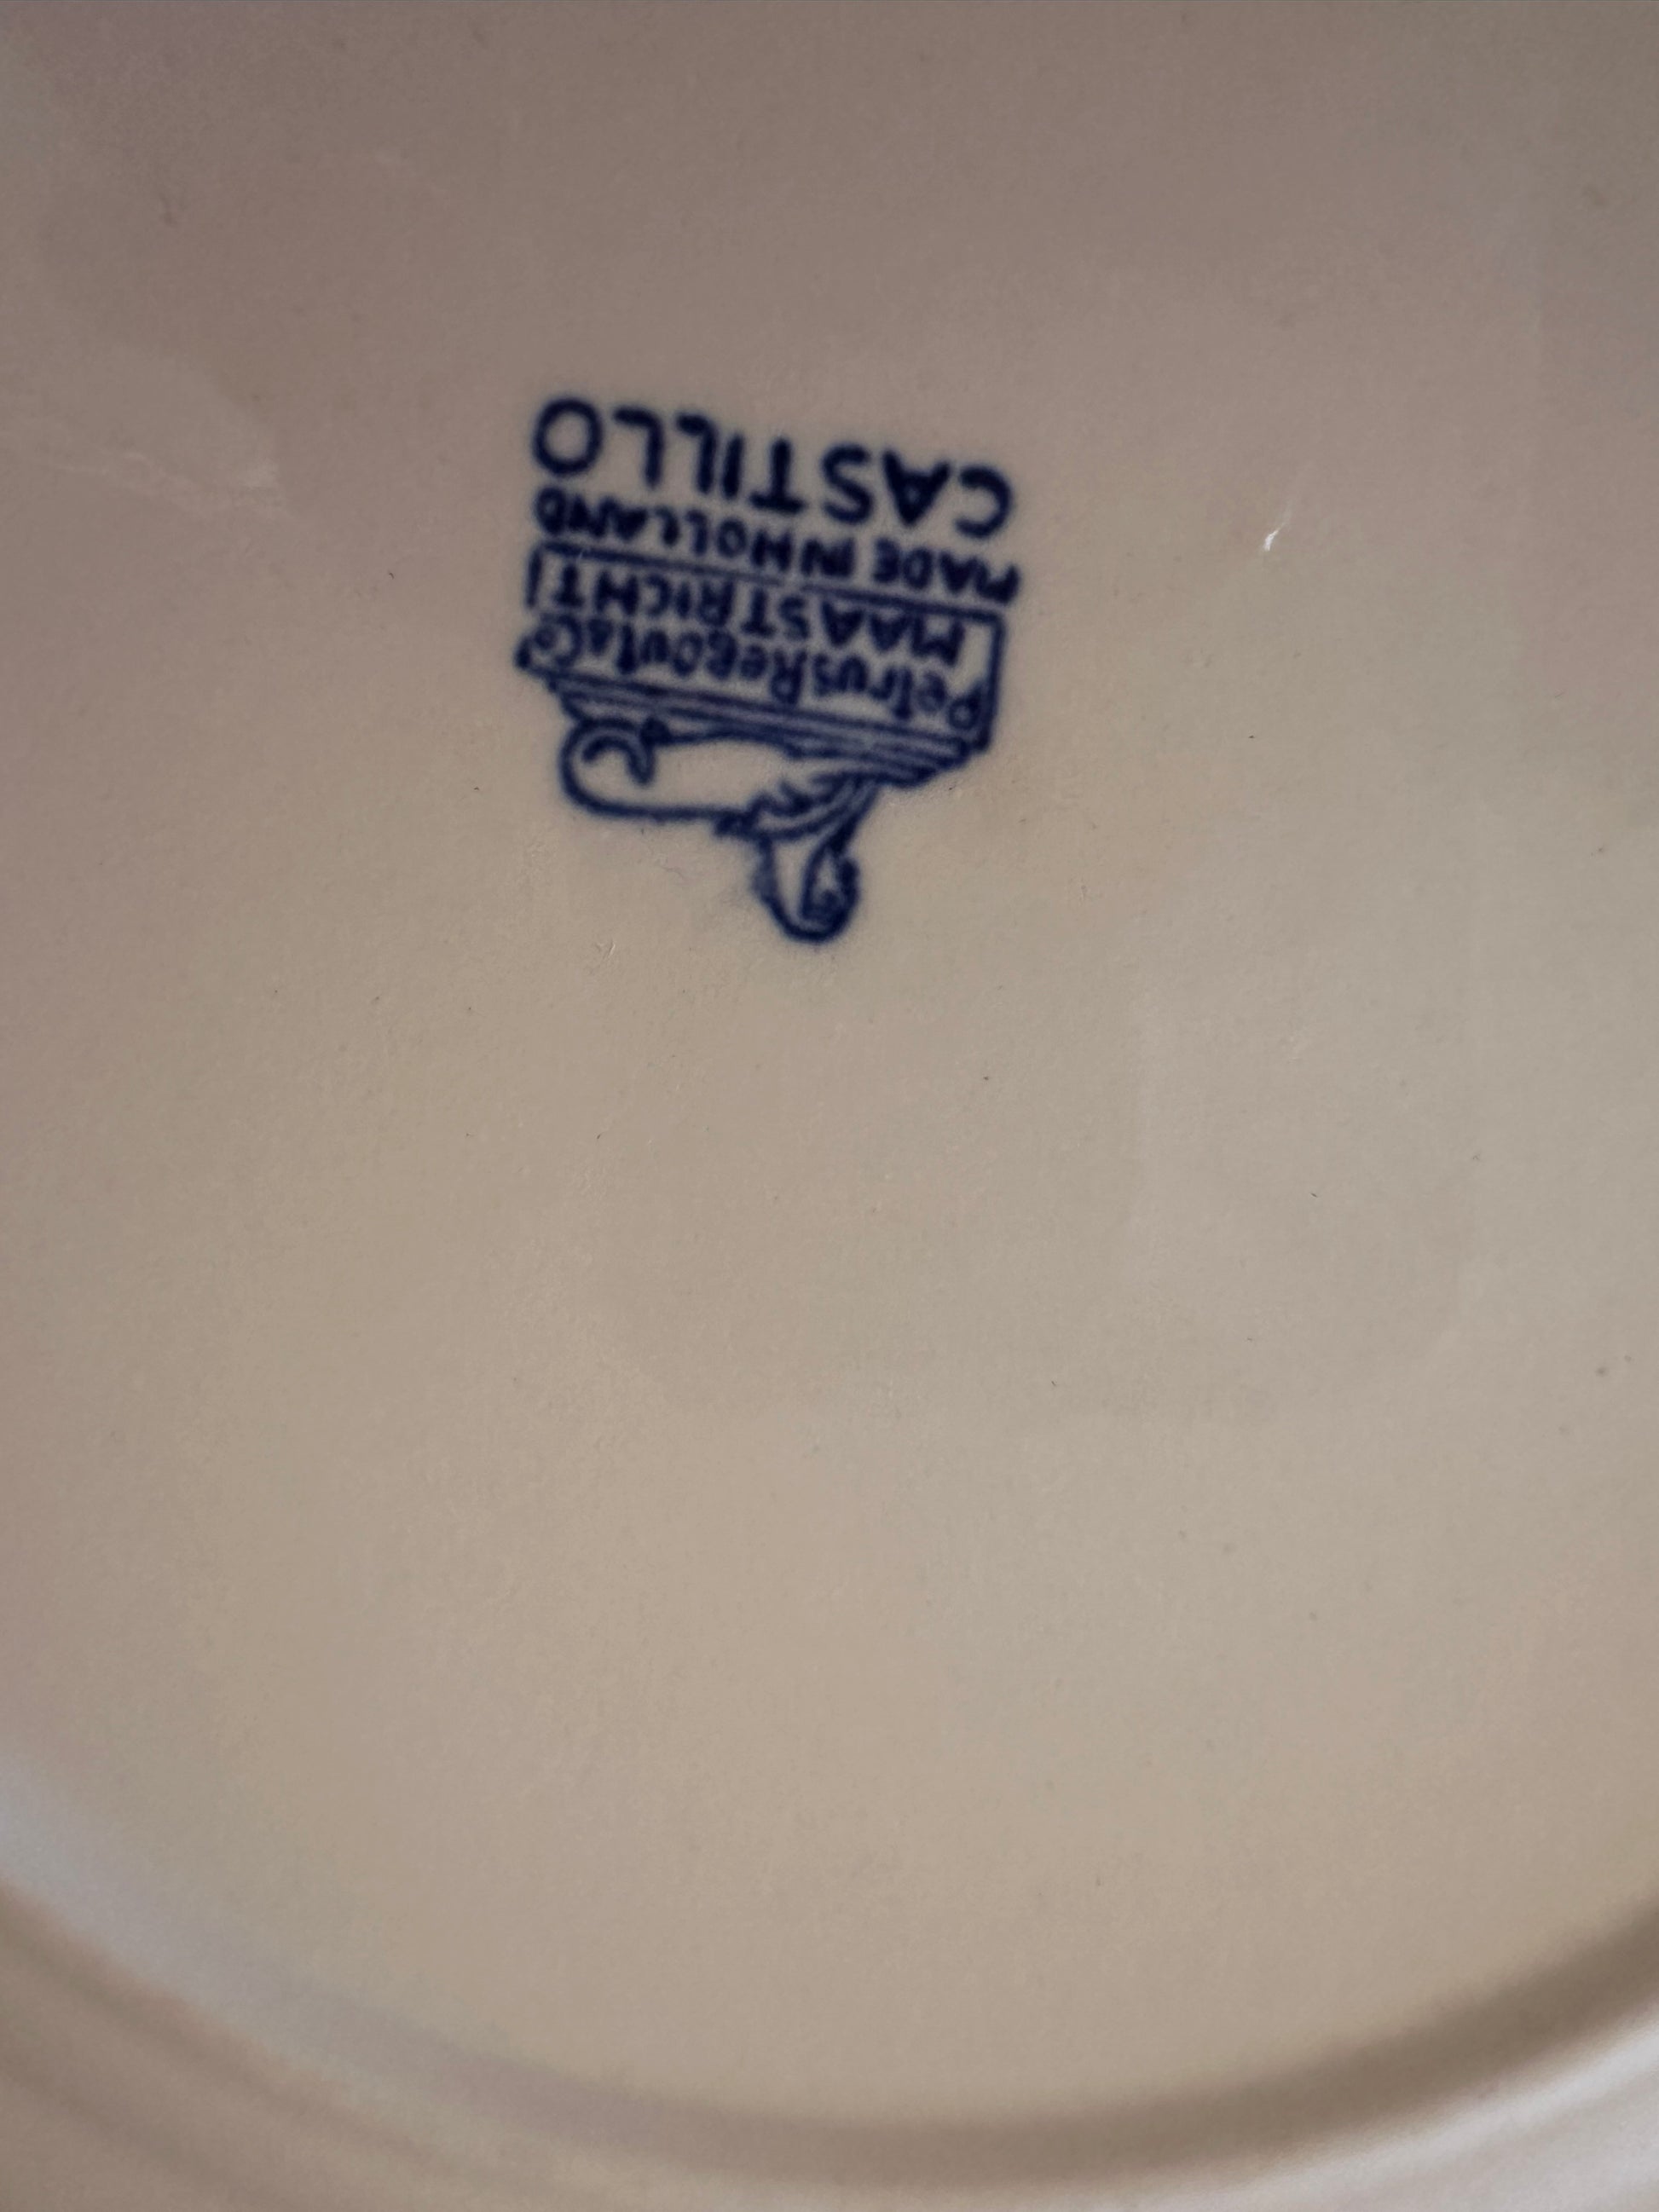 Petrus Regout & Co.
MAASTRICHT
MADE IN HOLLAND
CASTILLO